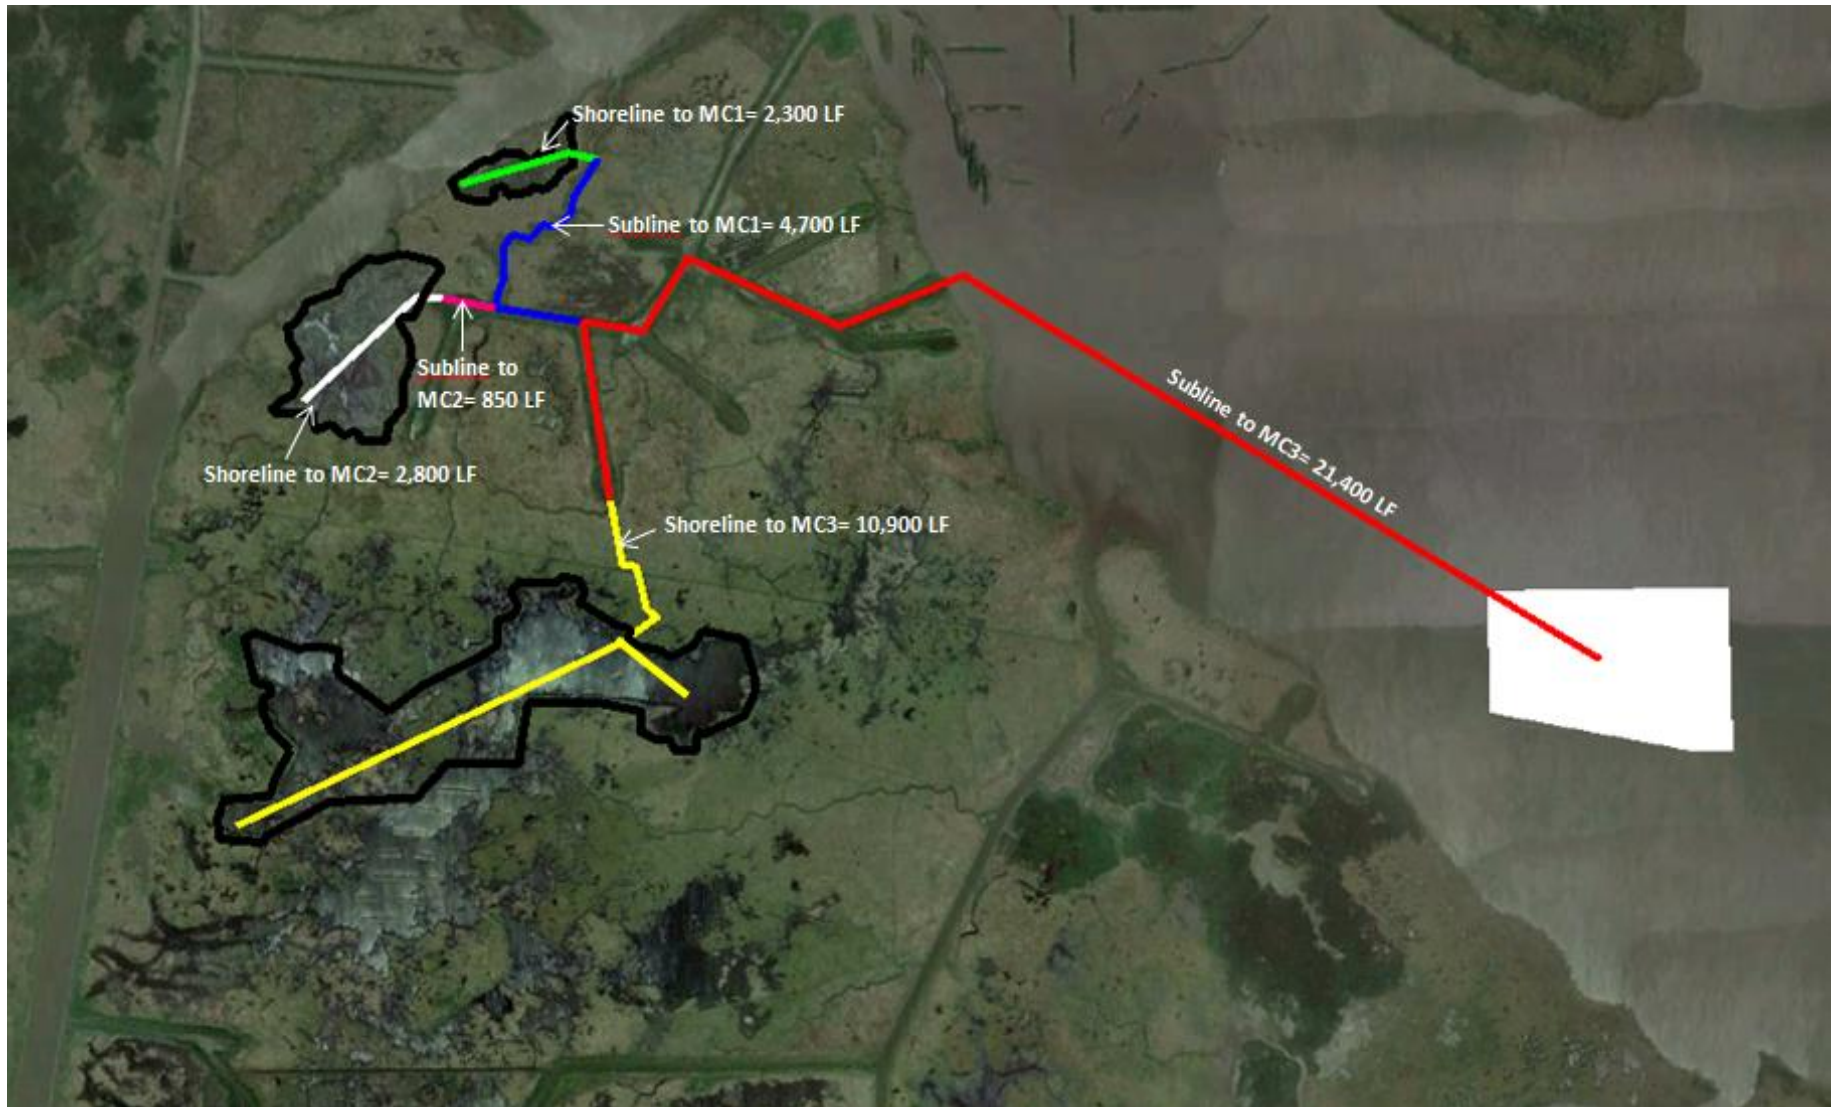 Shoreline to MC1= 2,300 LF
Subline to MC1= 4,700 LF
Subline to
MC2= 850 LF
Shoreline to MC2= 2,800 LF
Subline to MC3= 21,400 LF
Shoreline to MC3= 10,900 LF